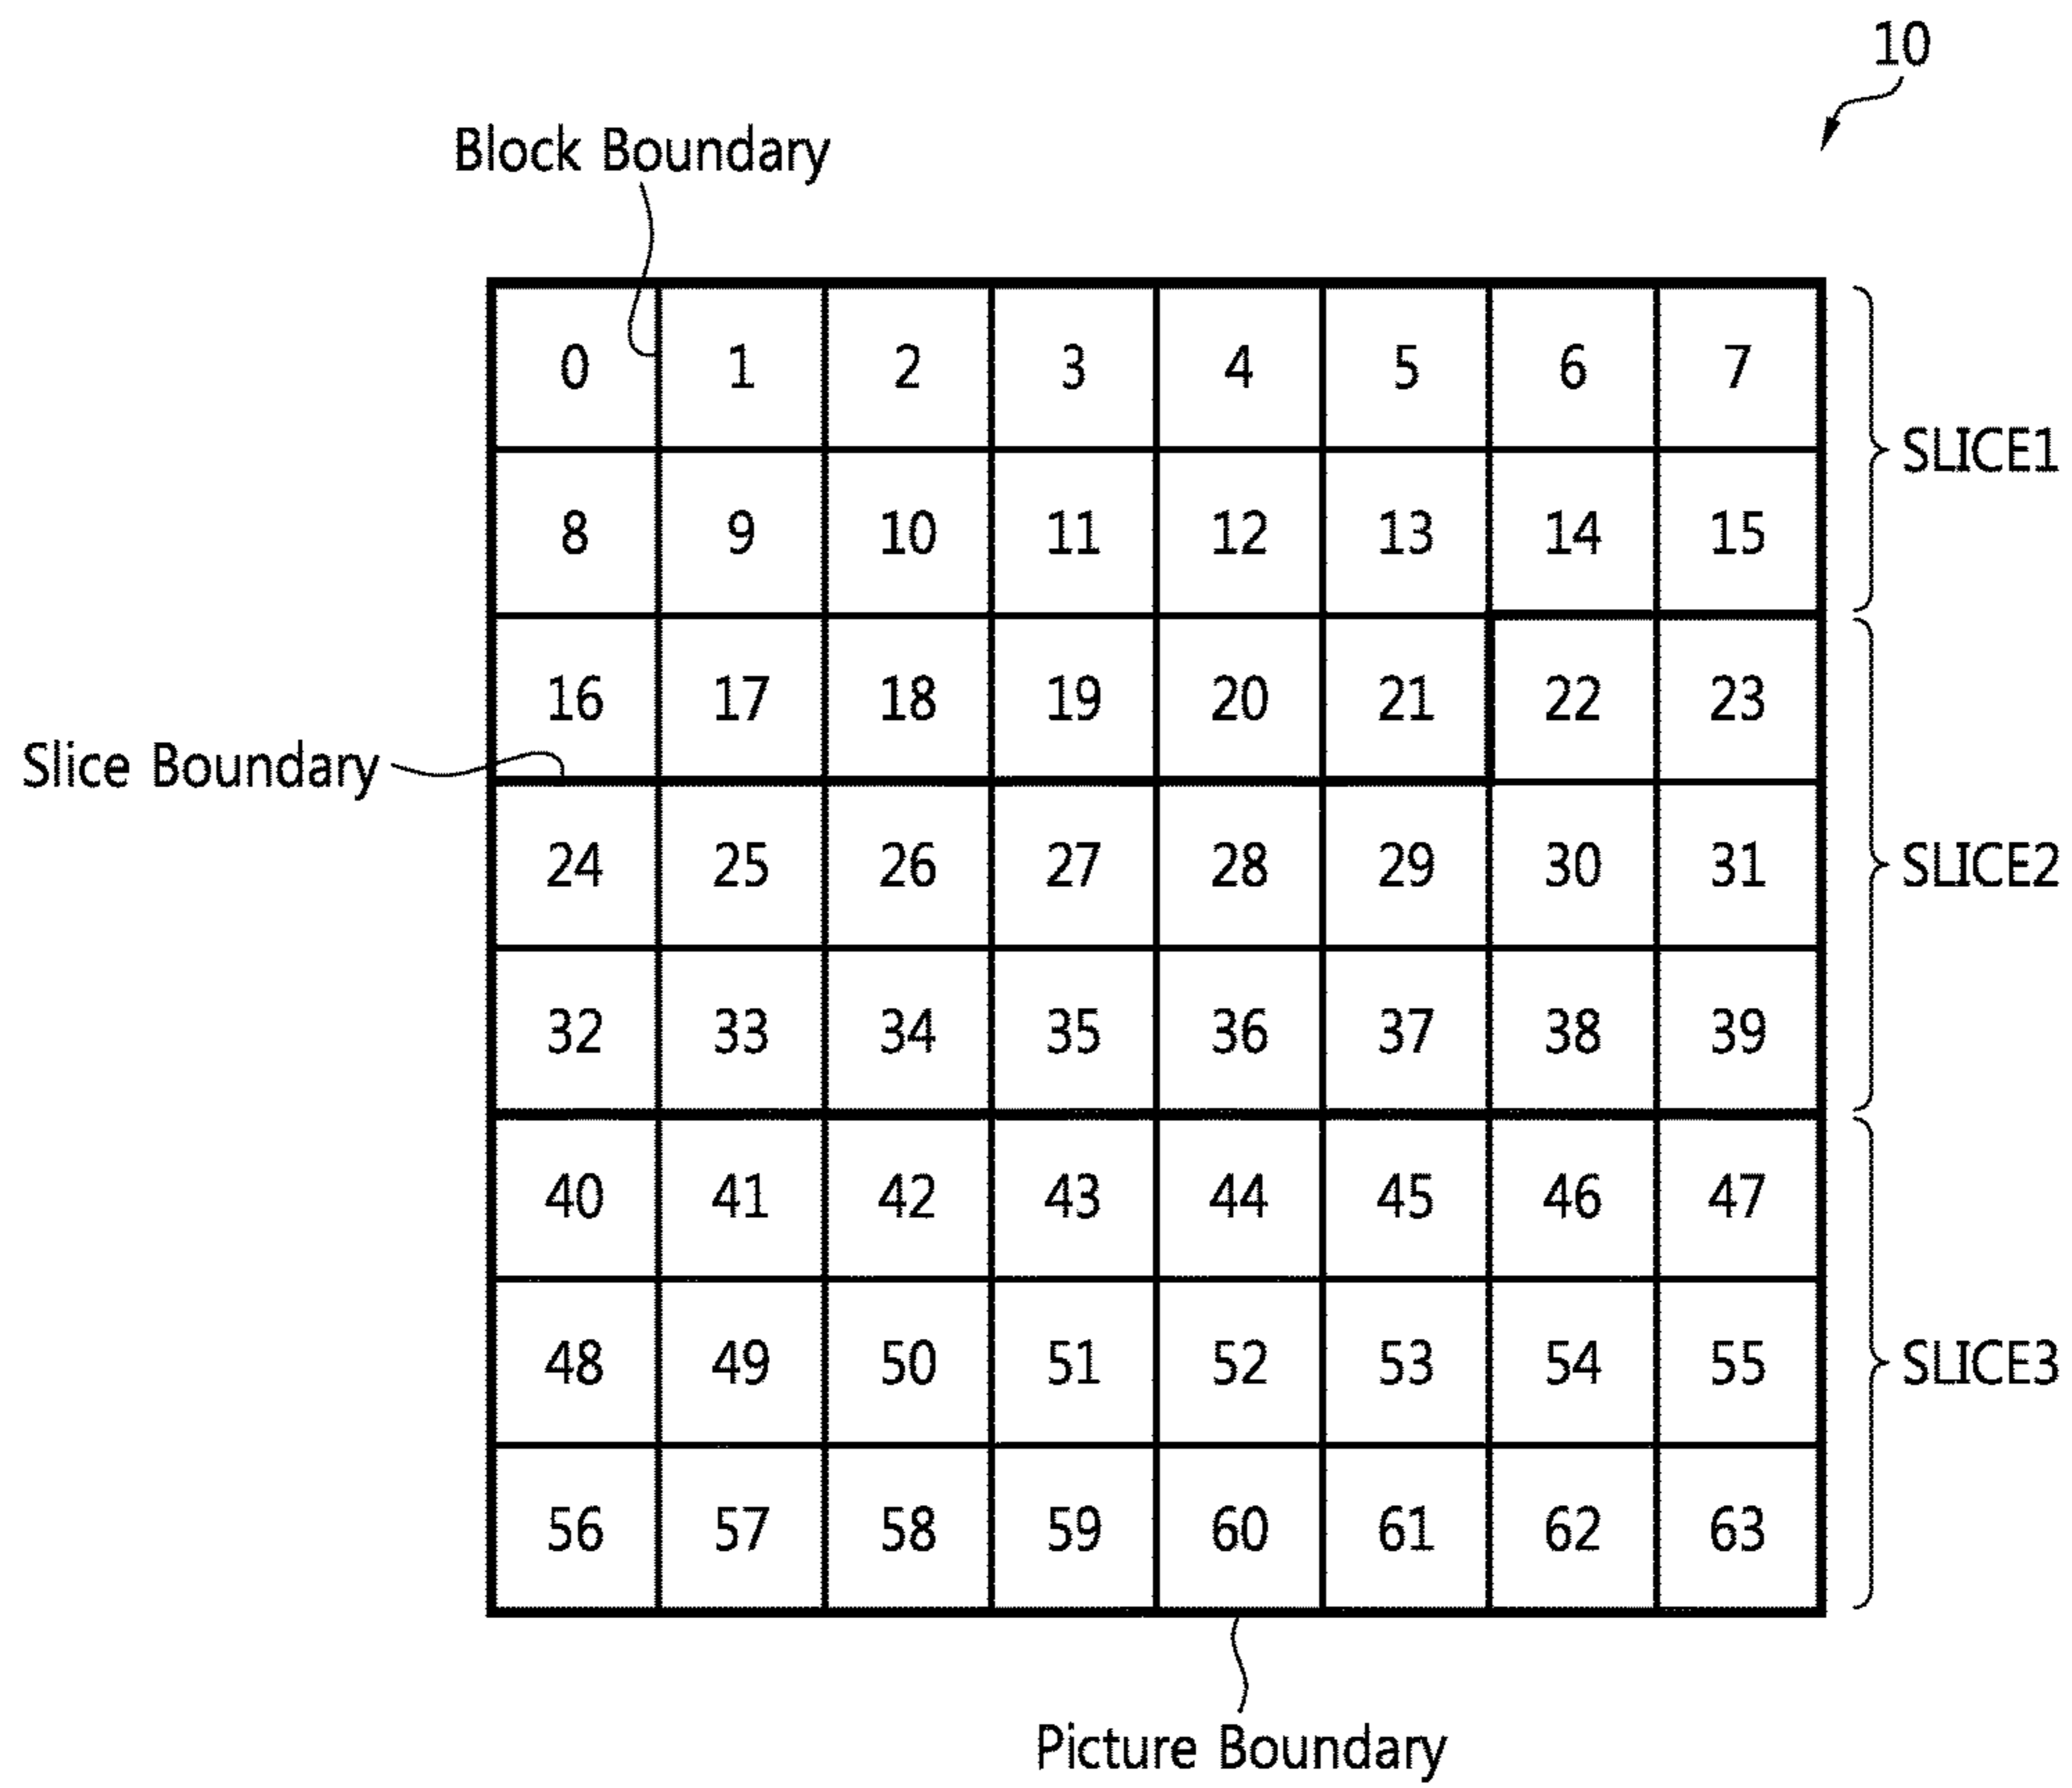 10
Block Boundary
0 1 2 3 4 5 6 7
SLICE1
8 9 10 11 12 13 14 15
16 17 18 19 20 21 22 23
Slice Boundary
24 25 26 27 28 29 30 31
SLICE2
32 33 34 35 36 37 38 39
40 41 42 43 44 45 46 47
48 49 50 51 52 53 54 55
SLICE3
56 57 58 59 60 61 62 63
Picture Boundary